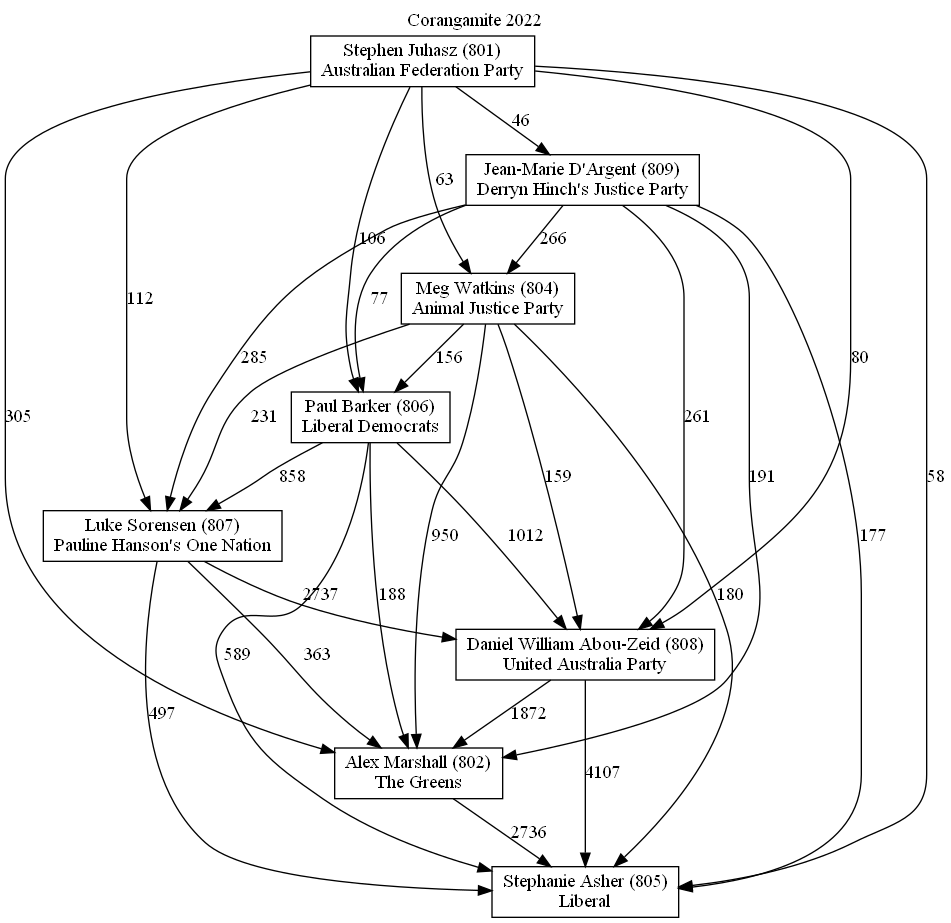 Corangamite 2022
Stephen Juhasz (801)
Australian Federation Party
46
Jean-Marie D'Argent (809)
Derryn Hinch's Justice Party
63
106
266
Meg Watkins (804)
Animal Justice Party
112
77
285
156
80
Paul Barker (806)
Liberal Democrats
305
231
261
58
858
159
191
Luke Sorensen (807)
Pauline Hanson's One Nation
950
1012
177
2737
188
180
Daniel William Abou-Zeid (808)
United Australia Party
589
363
497
1872
Alex Marshall (802)
The Greens
4107
2736
Stephanie Asher (805)
Liberal